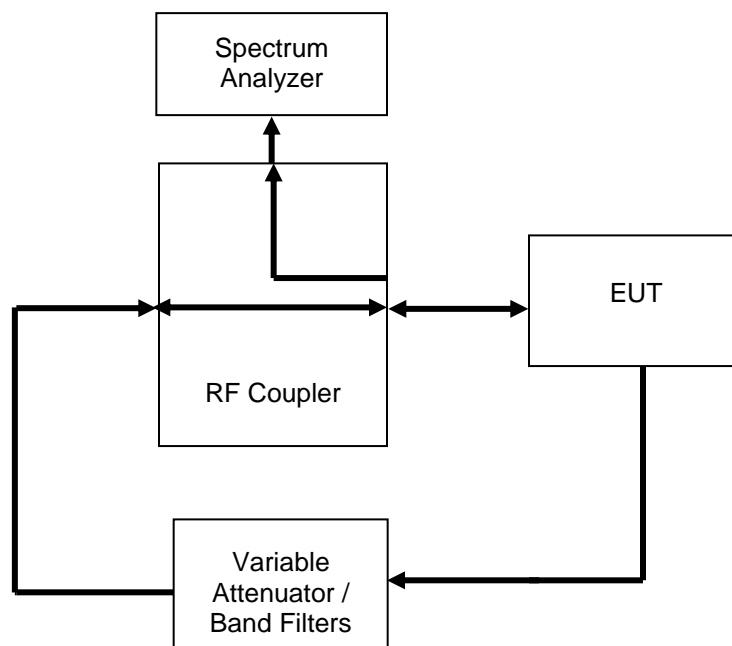 Spectrum
Analyzer
EUT
RF Coupler
Variable
Attenuator /
Band Filters